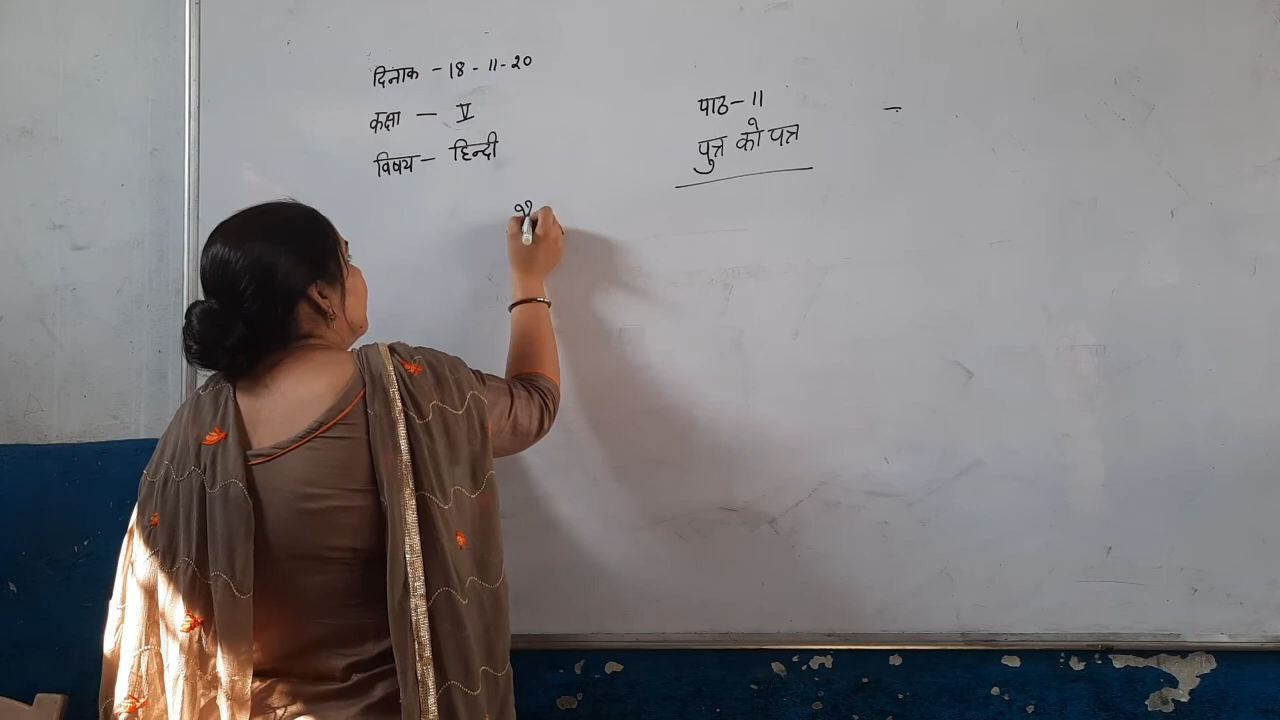 दिनाक - 18-11-20
कक्षा - V
विषय - हिन्दी
पाठ - 11
पुत्र को पत्र